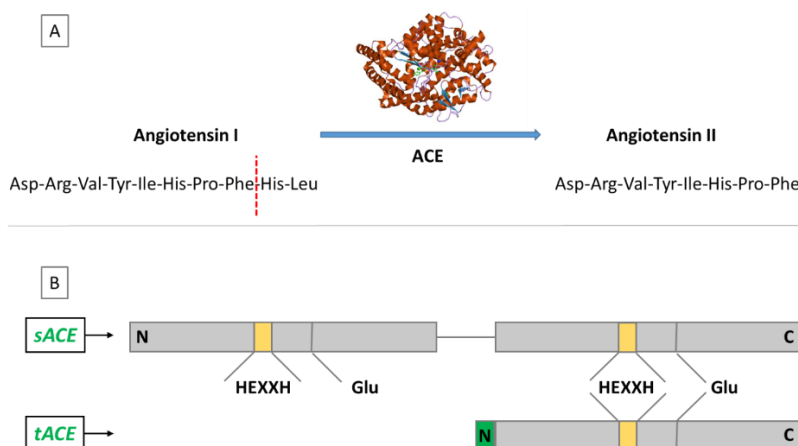 A
Angiotensin I
ACE
Angiotensin II
Asp-Arg-Val-Tyr-Ile-His-Pro-Phe-His-Leu
Asp-Arg-Val-Tyr-Ile-His-Pro-Phe
B
sACE
N
C
HEXXH
Glu
HEXXH
Glu
tACE
N
C